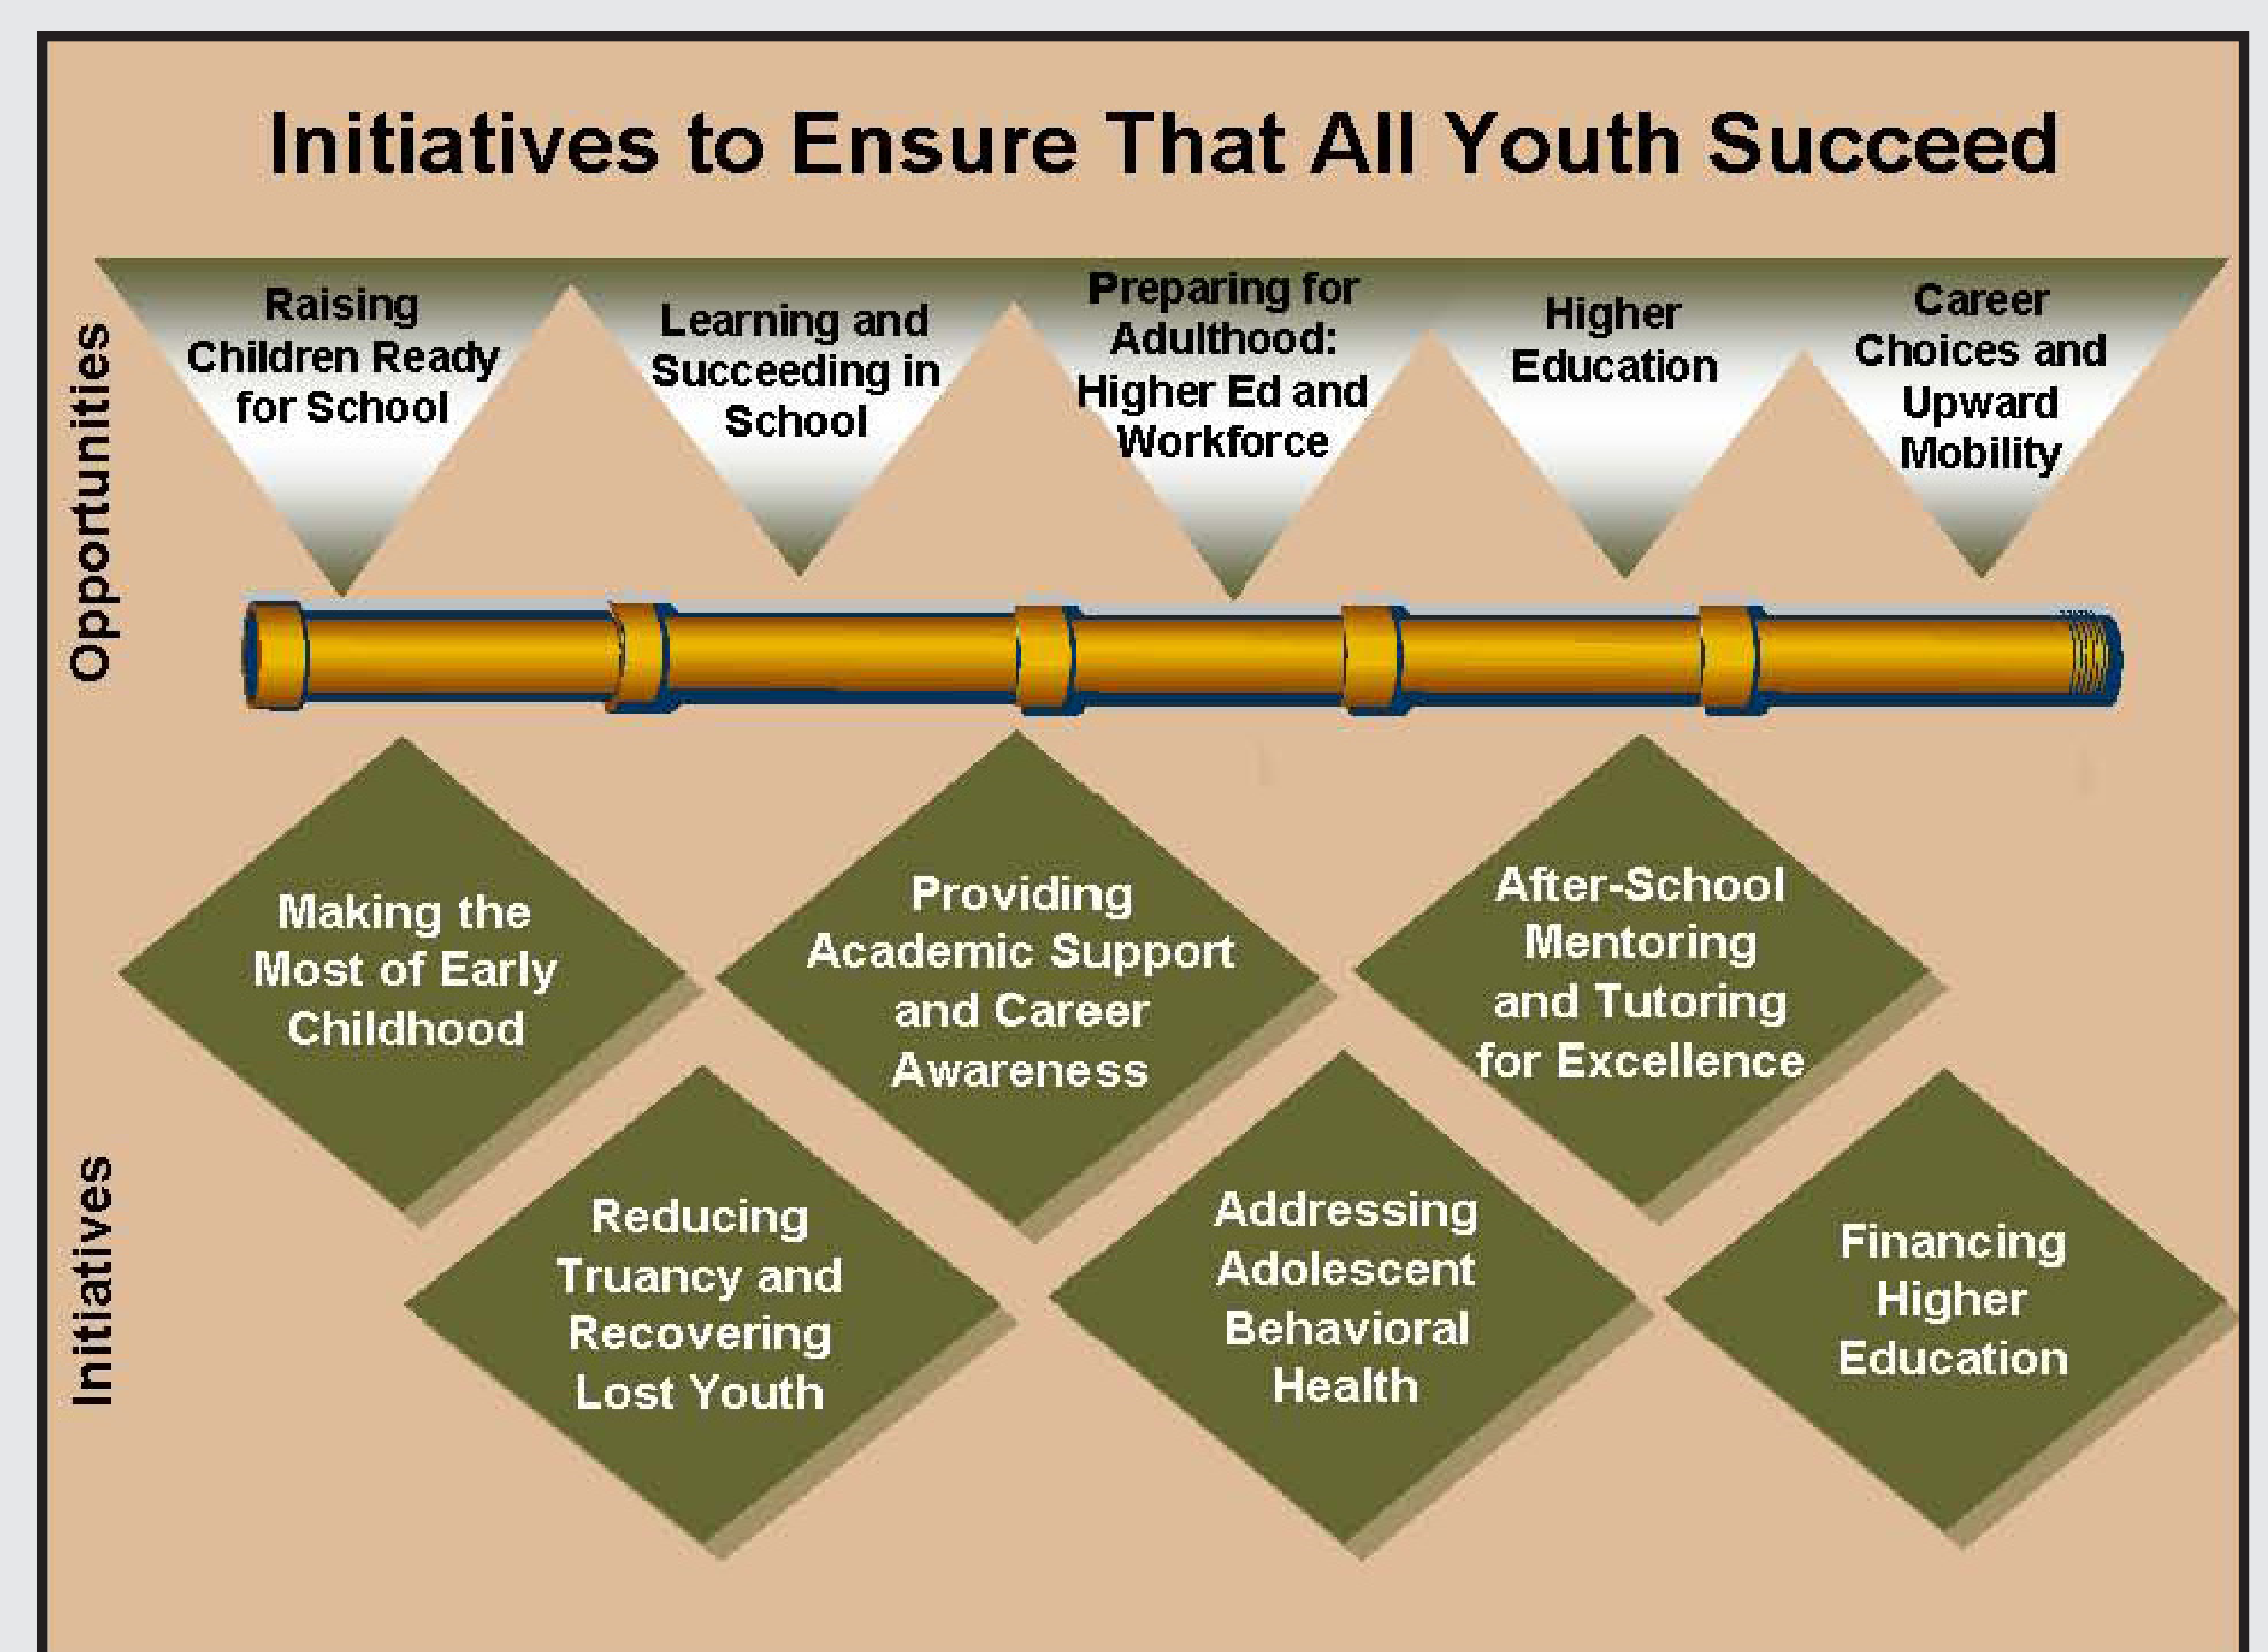 Initiatives to Ensure That All Youth Succeed
Opportunities
Raising
Children Ready
for School
Learning and
Succeeding in
School
Preparing for
Adulthood:
Higher Ed and
Workforce
Higher
Education
Career
Choices and
Upward
Mobility
Initiatives
Making the
Most of Early
Childhood
Providing
Academic Support
and Career
Awareness
After-School
Mentoring
and Tutoring
for Excellence
Reducing
Truancy and
Recovering
Lost Youth
Addressing
Adolescent
Behavioral
Health
Financing
Higher
Education